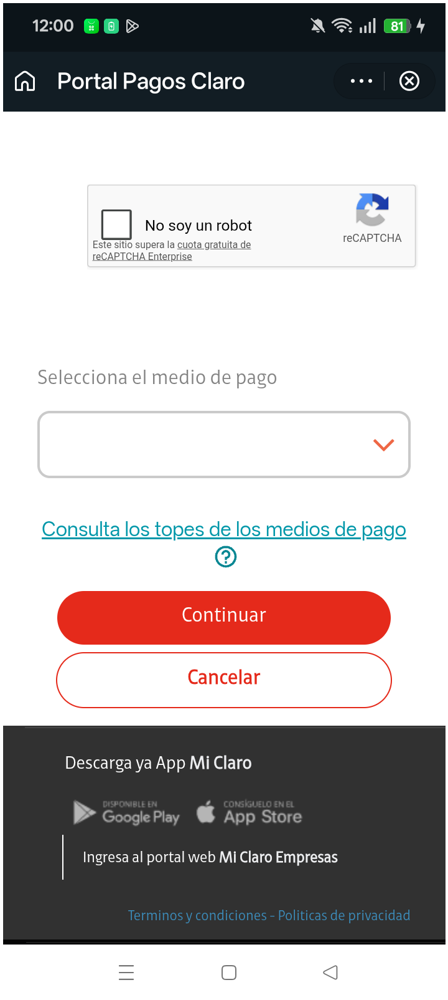 12:00
81
Portal Pagos Claro
No soy un robot
Este sitio supera la cuota gratuita de
reCAPTCHA Enterprise
reCAPTCHA
Selecciona el medio de pago
Consulta los topes de los medios de pago
Continuar
Cancelar
Descarga ya App Mi Claro
DISPONIBLE EN
Google Play
CONSÍGUELO EN EL
App Store
Ingresa al portal web Mi Claro Empresas
Terminos y condiciones - Politicas de privacidad